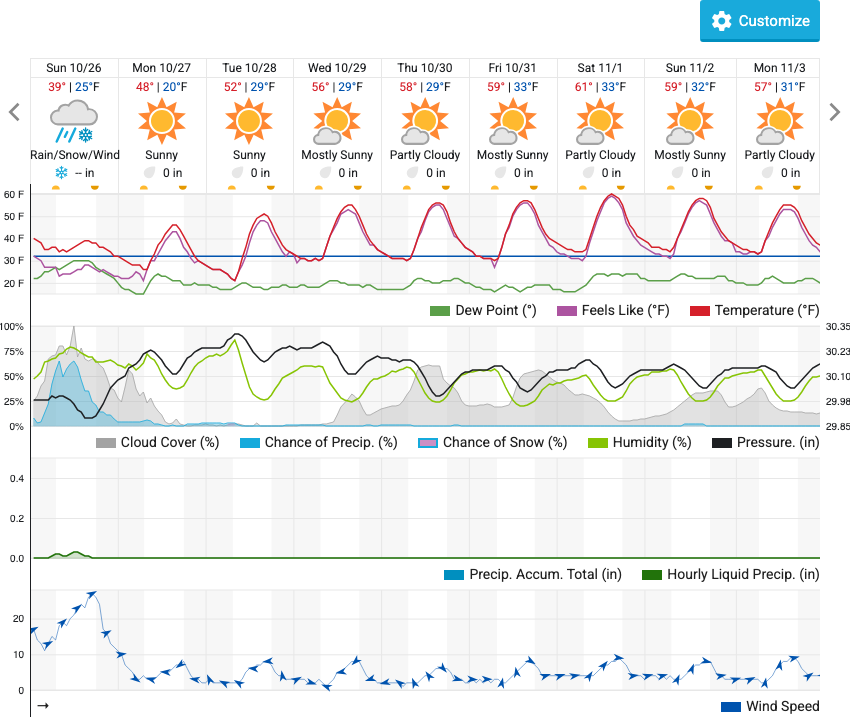 Customize
Sun 10/26 Mon 10/27 Tue 10/28 Wed 10/29 Thu 10/30 Fri 10/31 Sat 11/1 Sun 11/2 Mon 11/3
39° | 25°F 48° | 20°F 52° | 29°F 56° | 29°F 58° | 29°F 59° | 33°F 61° | 33°F 59° | 32°F 57° | 31°F
Rain/Snow/Wind Sunny Sunny Mostly Sunny Partly Cloudy Mostly Sunny Partly Cloudy Mostly Sunny Partly Cloudy
-- in 0 in 0 in 0 in 0 in 0 in 0 in 0 in 0 in
60 F
50 F
40 F
30 F
20 F
Dew Point (°) Feels Like (°F) Temperature (°F)
100% 30.35
75% 30.23
50% 30.10
25% 29.98
0% 29.85
Cloud Cover (%) Chance of Precip. (%) Chance of Snow (%) Humidity (%) Pressure. (in)
0.4
0.2
0.0
Precip. Accum. Total (in) Hourly Liquid Precip. (in)
20
10
0
→ Wind Speed